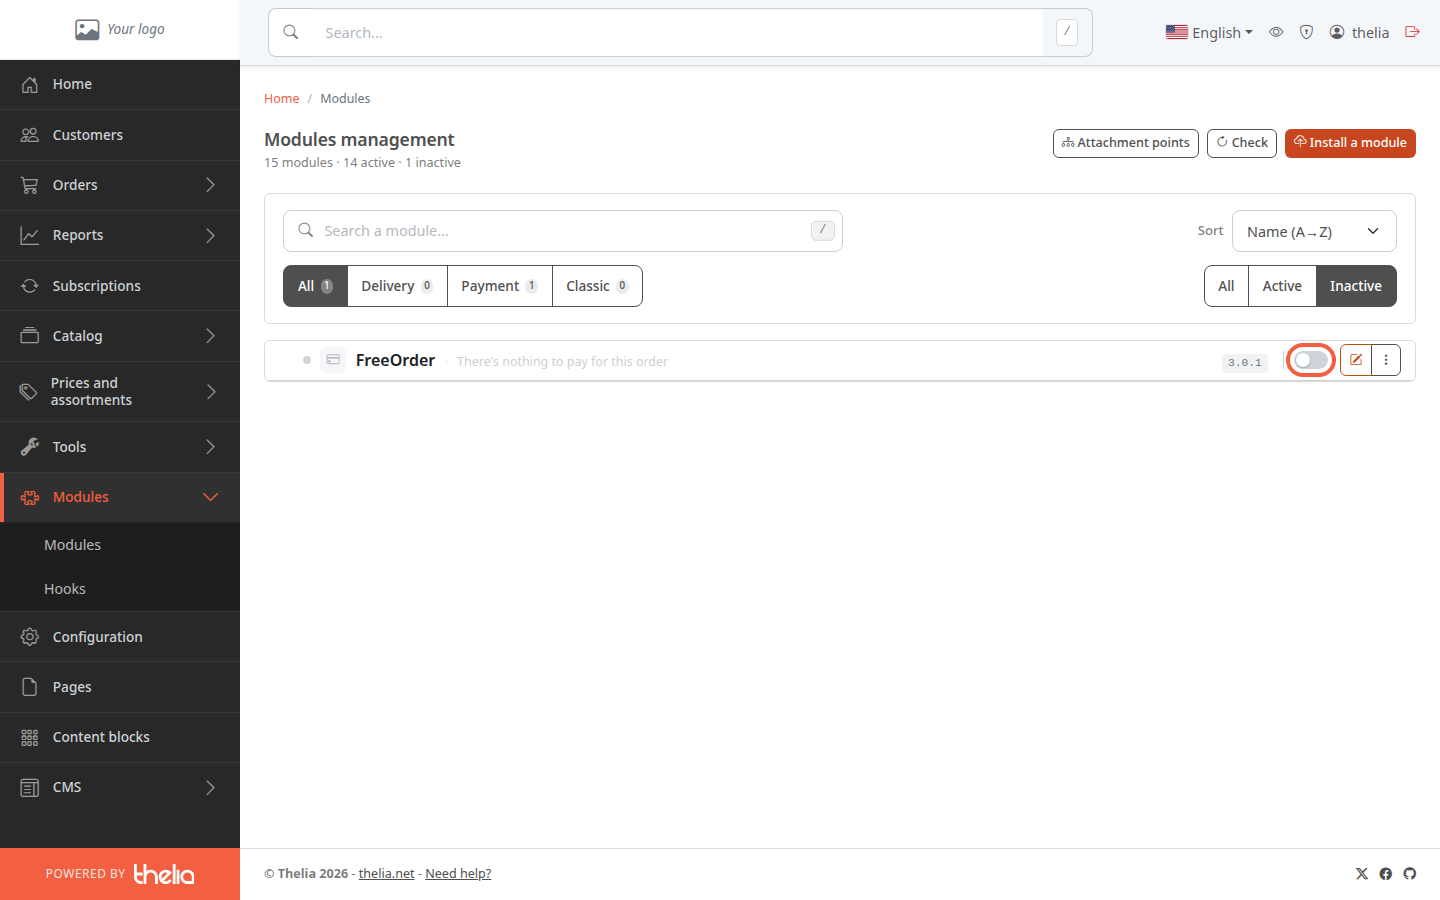 Your logo
Search...
/
English
thelia
Home
Customers
Orders
Reports
Subscriptions
Catalog
Prices and
assortments
Tools
Modules
Modules
Hooks
Configuration
Pages
Content blocks
CMS
POWERED BY thelia
Home / Modules
Modules management
15 modules · 14 active · 1 inactive
Attachment points
Check
Install a module
Search a module...
/
Sort
Name (A→Z)
All 1
Delivery 0
Payment 1
Classic 0
All
Active
Inactive
FreeOrder · There's nothing to pay for this order
3.0.1
© Thelia 2026 - thelia.net - Need help?